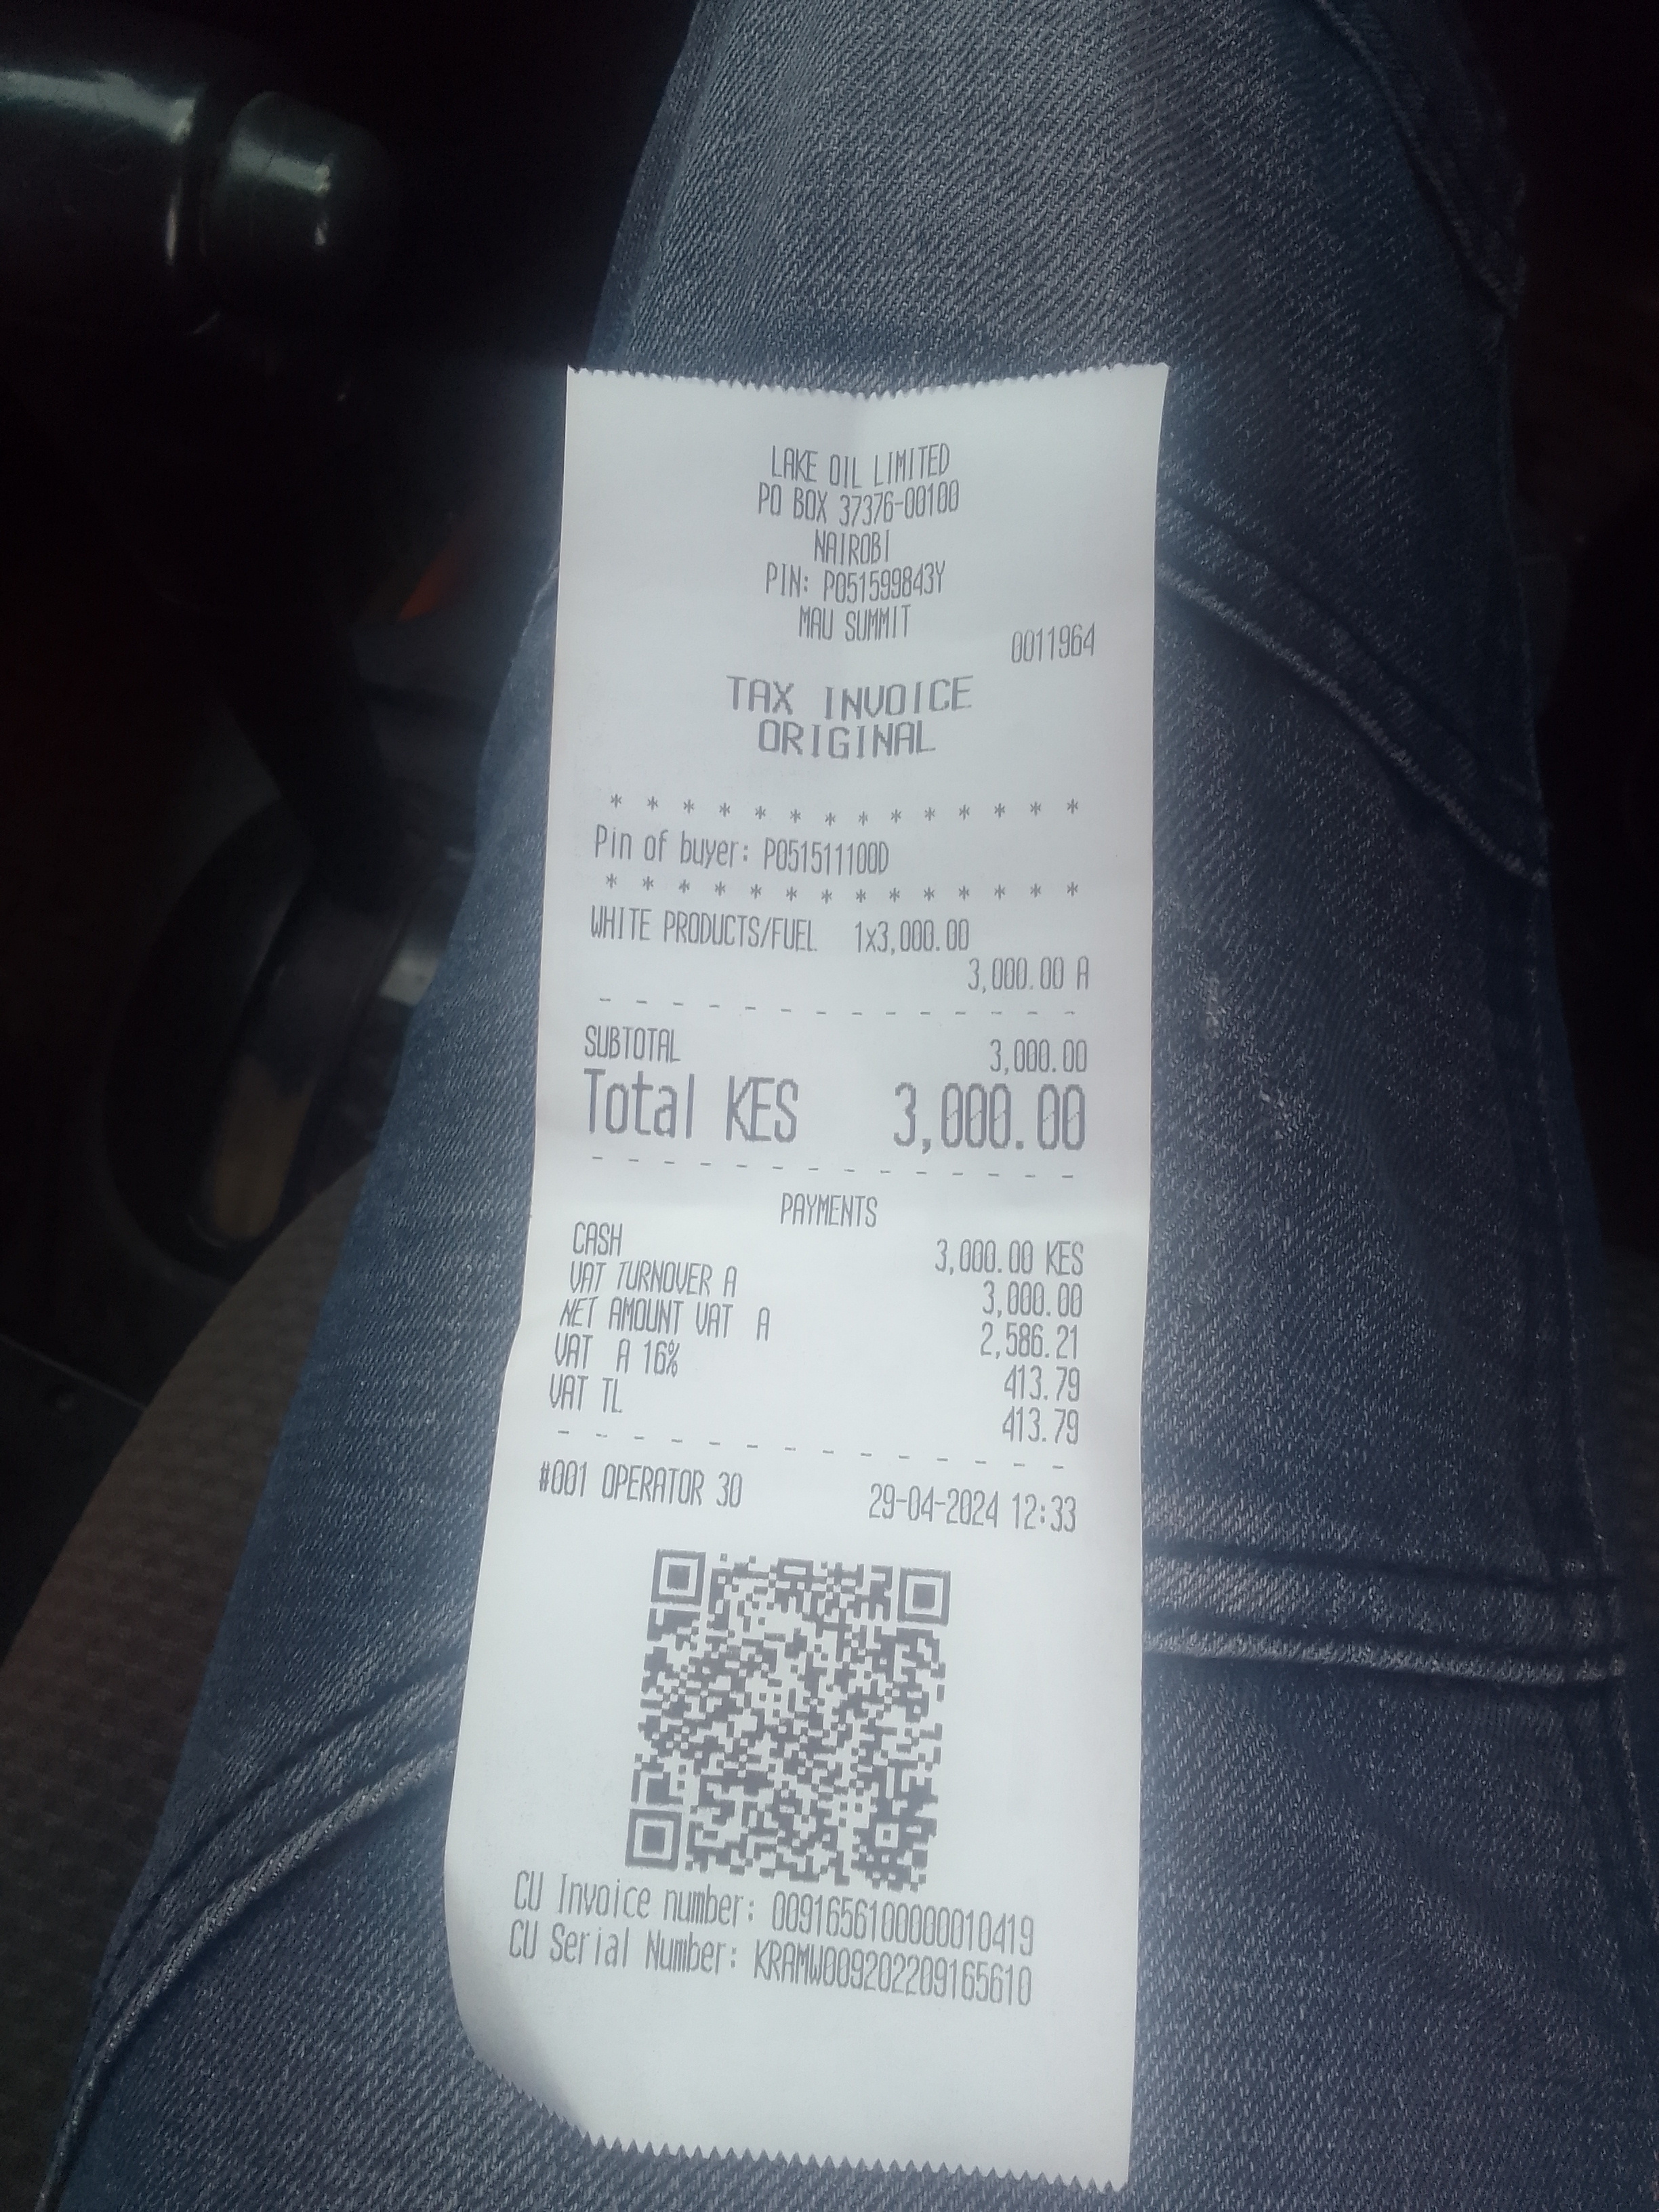 LAKE OIL LIMITED
PO BOX 37376-00100
NAIROBI
PIN: P051599843Y
MAU SUMMIT
0011964
TAX INVOICE
ORIGINAL
* * * * * * * * * * * * * *
Pin of buyer: P051511100D
* * * * * * * * * * * * * *
WHITE PRODUCTS/FUEL 1x3,000.00
3,000.00 A
- - - - - - - - - - - - - -
SUBTOTAL 3,000.00
Total KES 3,000.00
- - - - - - - - - - - - - -
PAYMENTS
CASH 3,000.00 KES
VAT TURNOVER A 3,000.00
NET AMOUNT VAT A 2,586.21
VAT A 16% 413.79
VAT TL 413.79
- - - - - - - - - - - - - -
#001 OPERATOR 30 29-04-2024 12:33
CU Invoice number: 0091656100000010419
CU Serial Number: KRAMW009202209165610